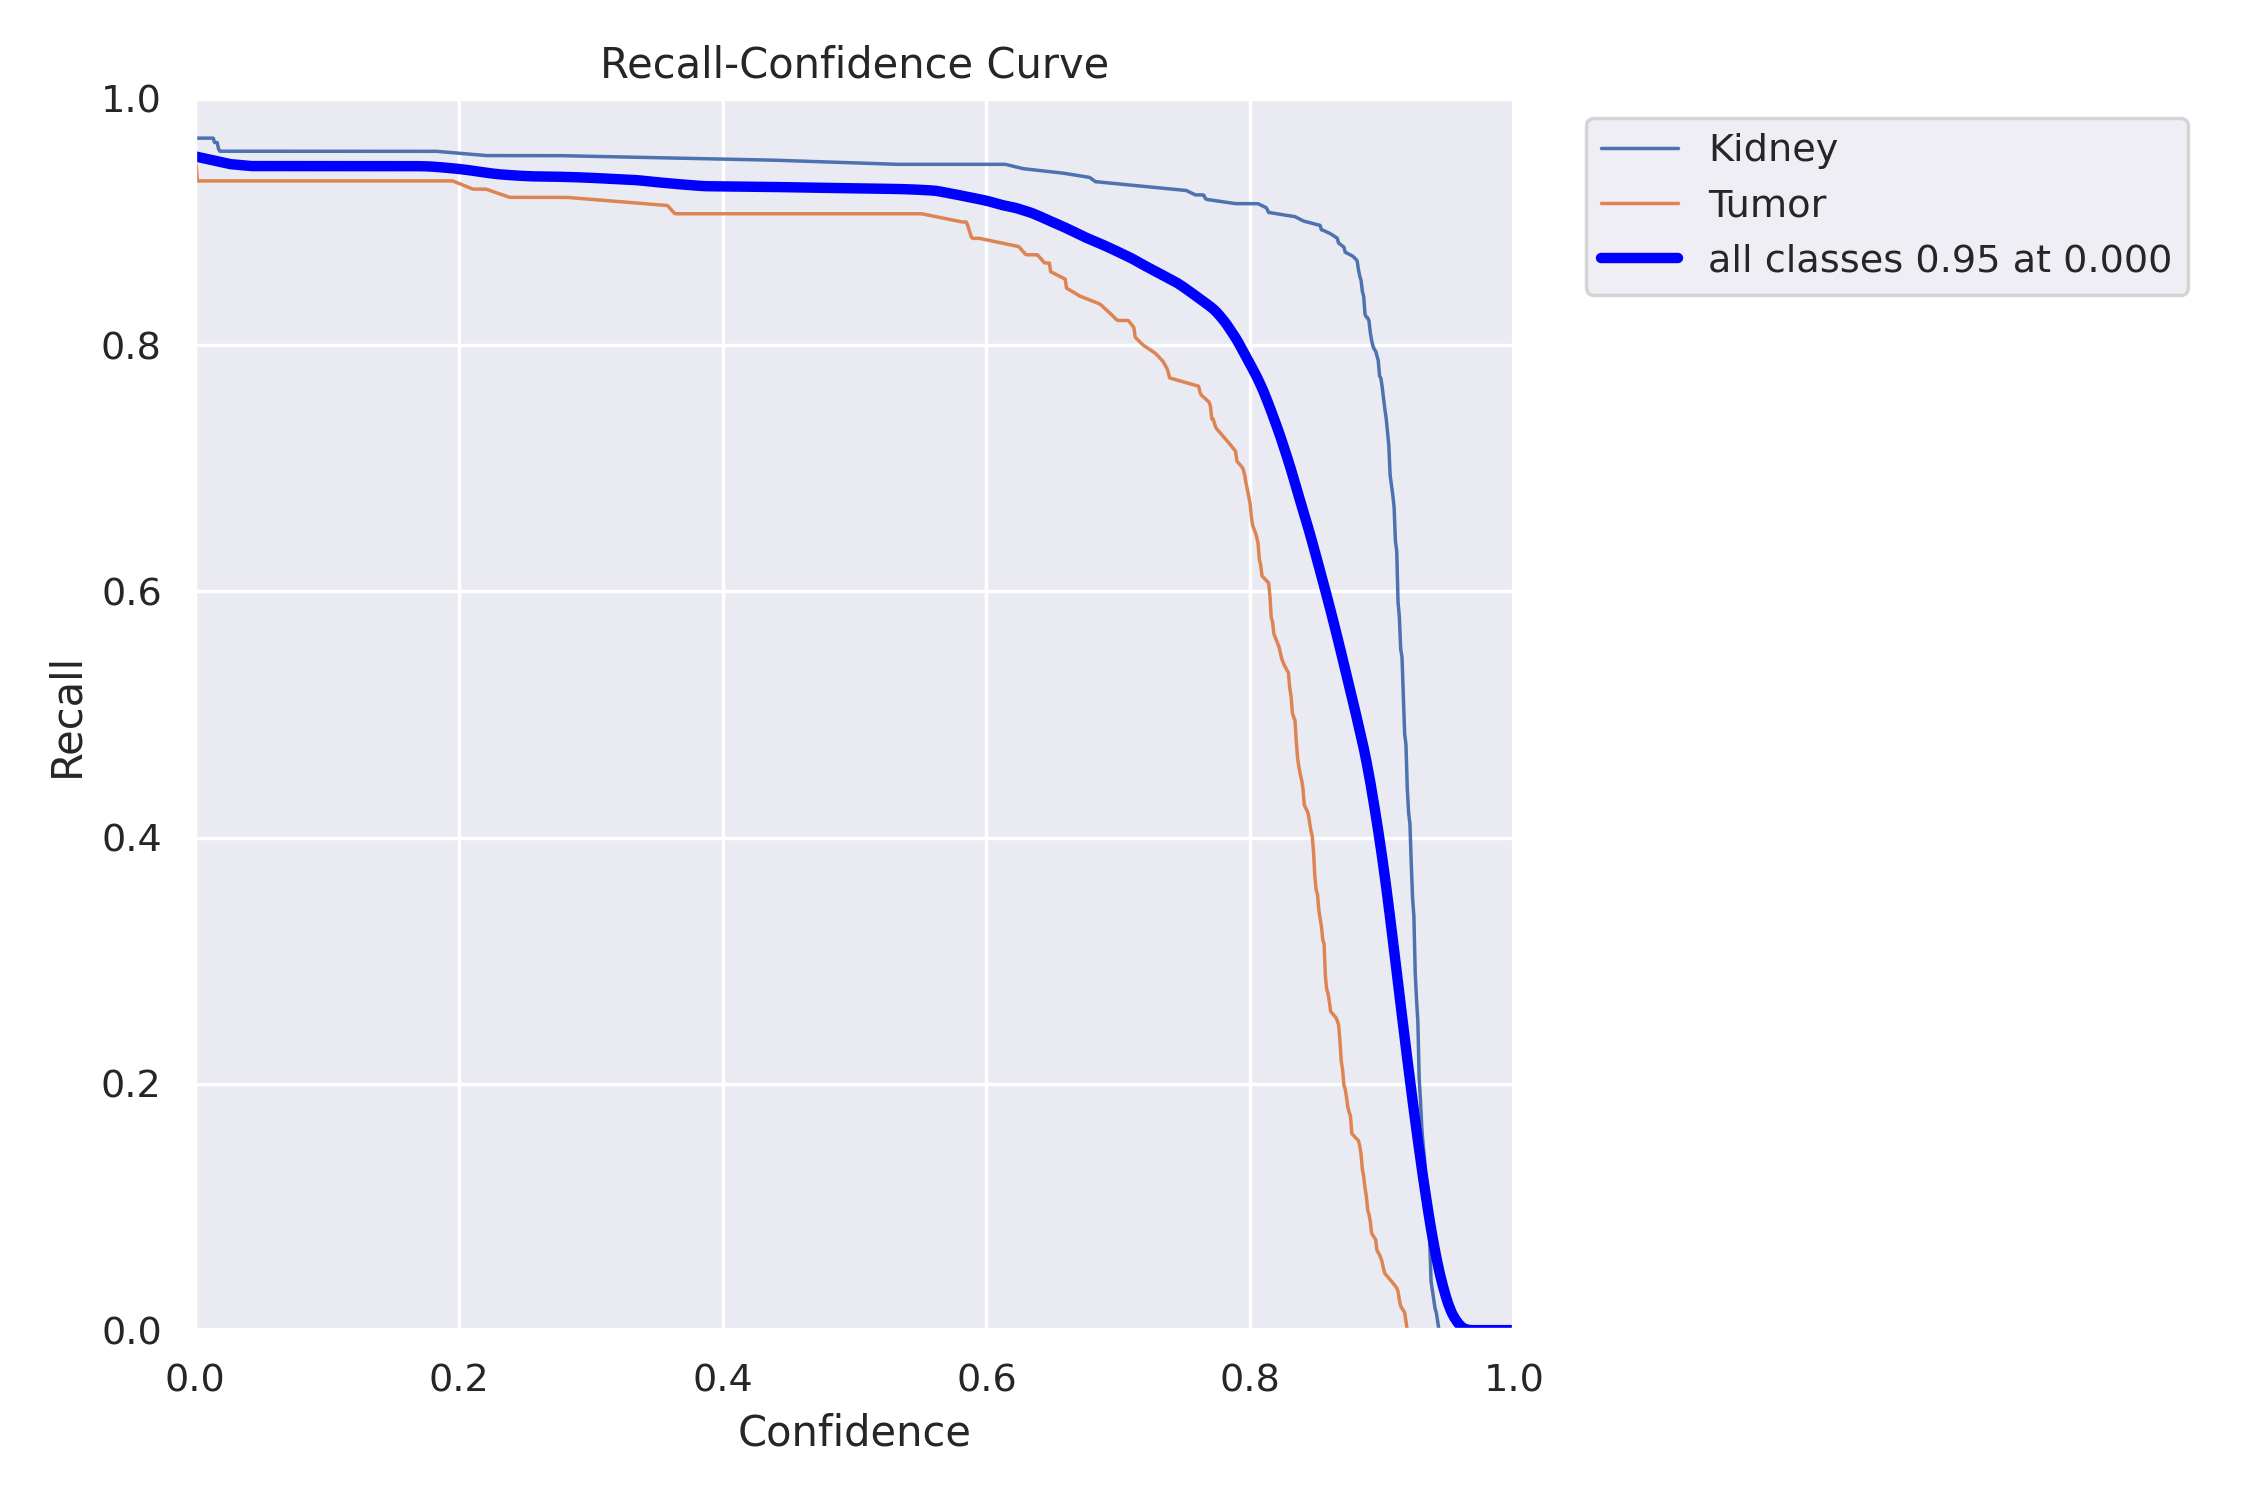 Recall-Confidence Curve
1.0
0.8
0.6
0.4
0.2
0.0
Recall
0.0 0.2 0.4 0.6 0.8 1.0
Confidence
Kidney
Tumor
all classes 0.95 at 0.000